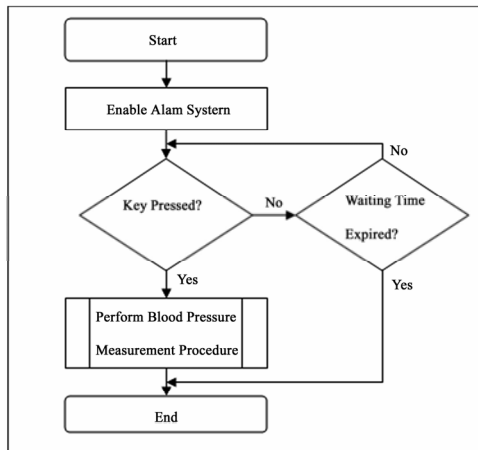 Start
Enable Alam Systern
No
Key Pressed?
No
Waiting Time
Expired?
Yes
Yes
Perform Blood Pressure
Measurement Procedure
End